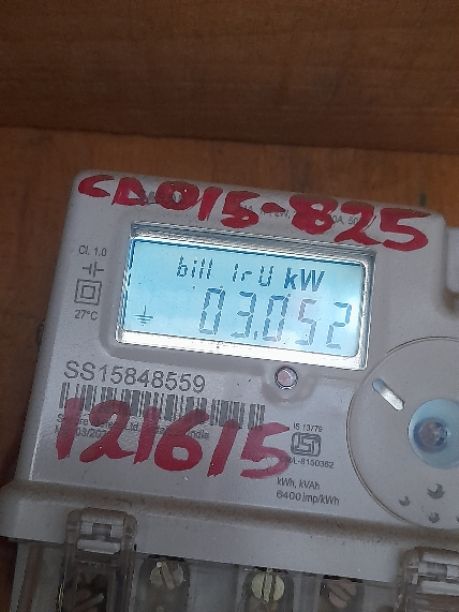 CD015-825
Cl. 1.0
bill 1rU kW
03.052
27°C
SS15848559
121615
IS 13779
kWh, kVAh
6400 imp/kWh